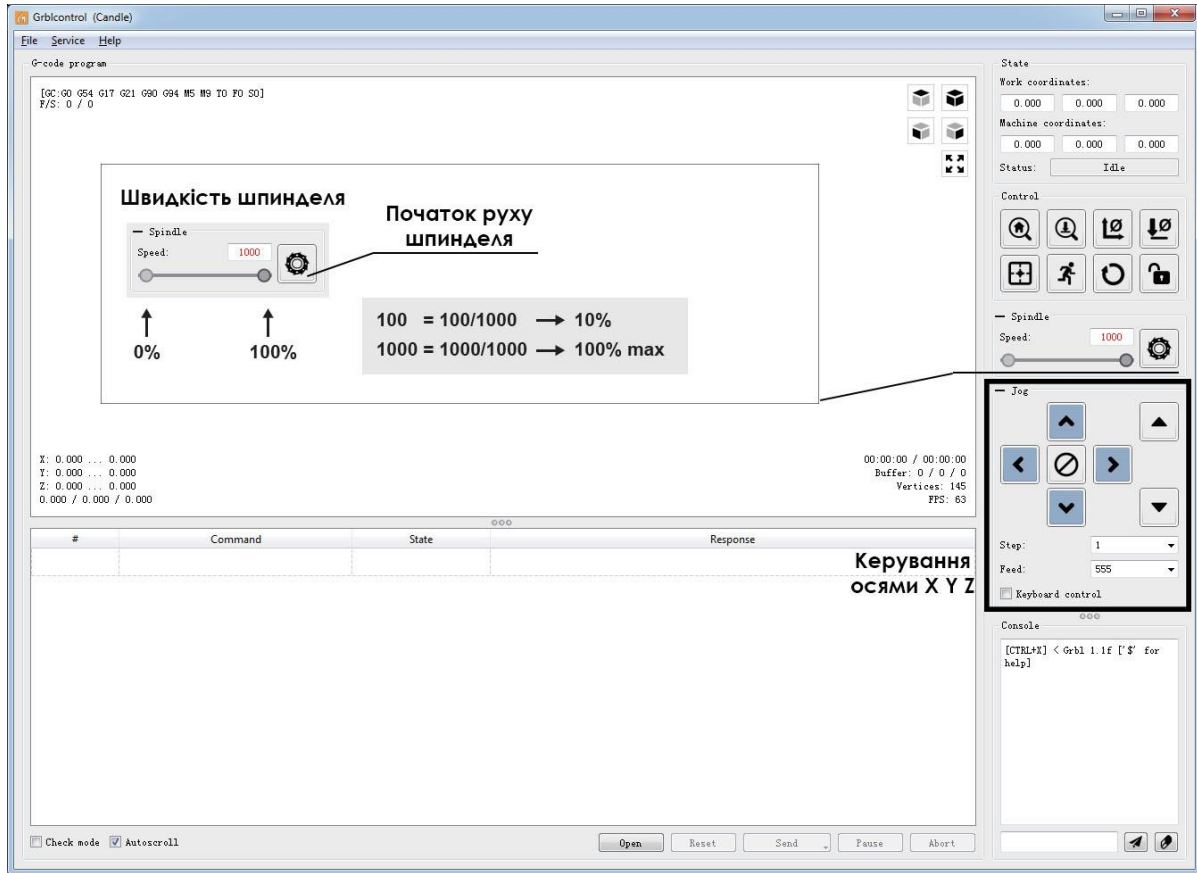 Grblcontrol (Candle)
File Service Help
G-code program
[GC:G0 G54 G17 G21 G90 G94 M5 M9 T0 F0 S0]
F/S: 0 / 0
Швидкість шпинделя
Spindle
Speed: 1000
0% 100%
Початок руху
шпинделя
100 = 100/1000 → 10%
1000 = 1000/1000 → 100% max
X: 0.000 ... 0.000
Y: 0.000 ... 0.000
Z: 0.000 ... 0.000
0.000 / 0.000 / 0.000
00:00:00 / 00:00:00
Buffer: 0 / 0 / 0
Vertices: 145
FPS: 63
# Command State Response
Керування
осями X Y Z
Check mode Autoscroll Open Reset Send Pause Abort
State
Work coordinates:
0.000 0.000 0.000
Machine coordinates:
0.000 0.000 0.000
Status: Idle
Control
Spindle
Speed: 1000
Jog
Step: 1
Feed: 555
Keyboard control
Console
[CTRL+X] < Grbl 1.1f ['$' for
help]